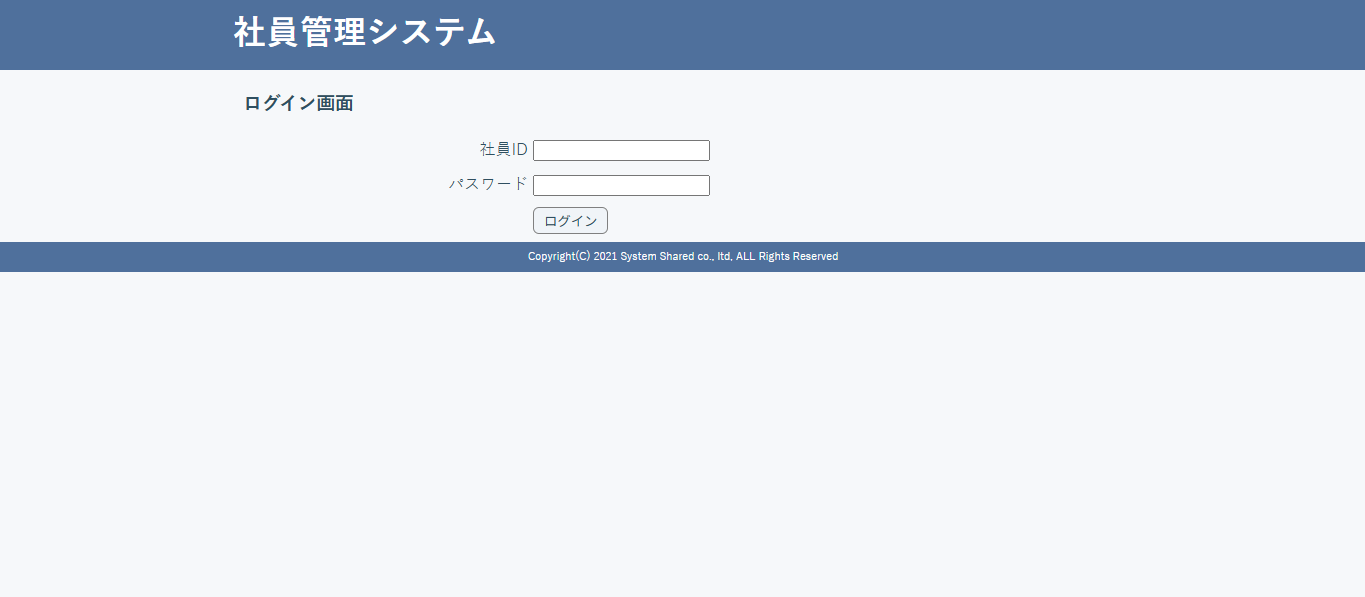 社員管理システム
ログイン画面
社員ID
パスワード
ログイン
Copyright(C) 2021 System Shared co., ltd, ALL Rights Reserved